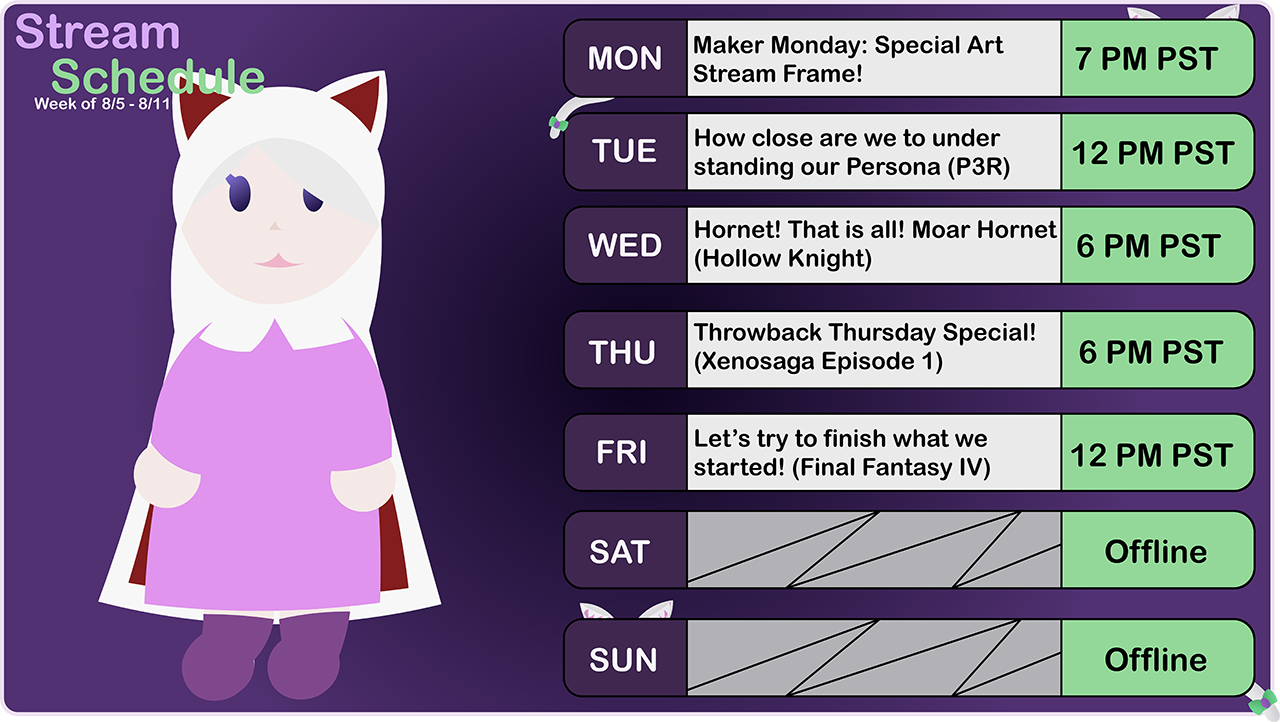 Stream
Schedule
Week of 8/5 - 8/11
MON
Maker Monday: Special Art
Stream Frame!
7 PM PST
TUE
How close are we to under
standing our Persona (P3R)
12 PM PST
WED
Hornet! That is all! Moar Hornet
(Hollow Knight)
6 PM PST
THU
Throwback Thursday Special!
(Xenosaga Episode 1)
6 PM PST
FRI
Let's try to finish what we
started! (Final Fantasy IV)
12 PM PST
SAT
Offline
SUN
Offline